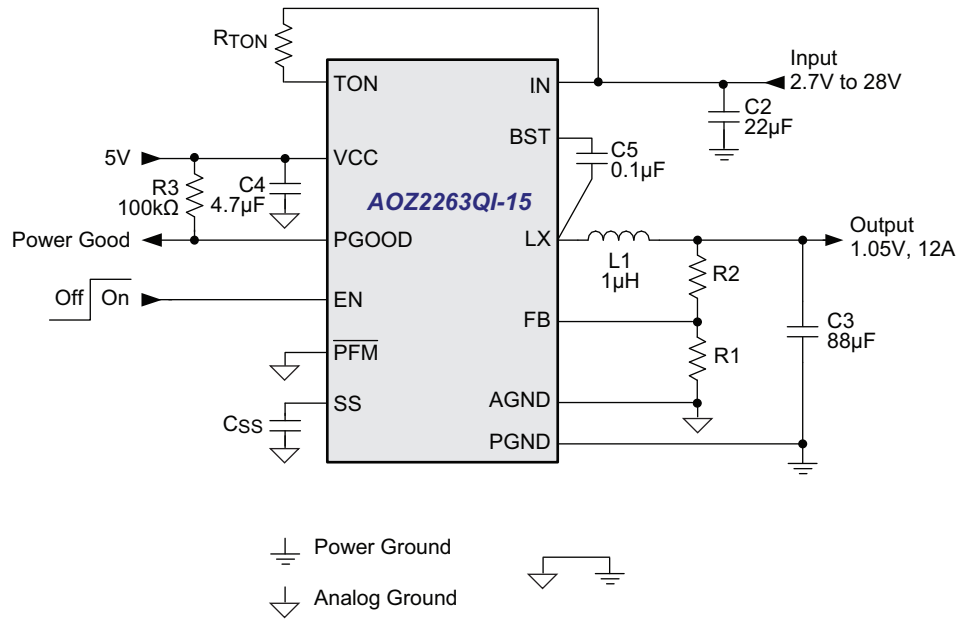 RTON
Input
2.7V to 28V
TON
IN
C2
22µF
BST
C5
0.1µF
5V
VCC
R3
100kΩ
C4
4.7µF
AOZ2263QI-15
Power Good
PGOOD
LX
L1
1µH
Output
1.05V, 12A
R2
Off On
EN
FB
C3
88µF
R1
PFM
SS
CSS
AGND
PGND
Power Ground
Analog Ground